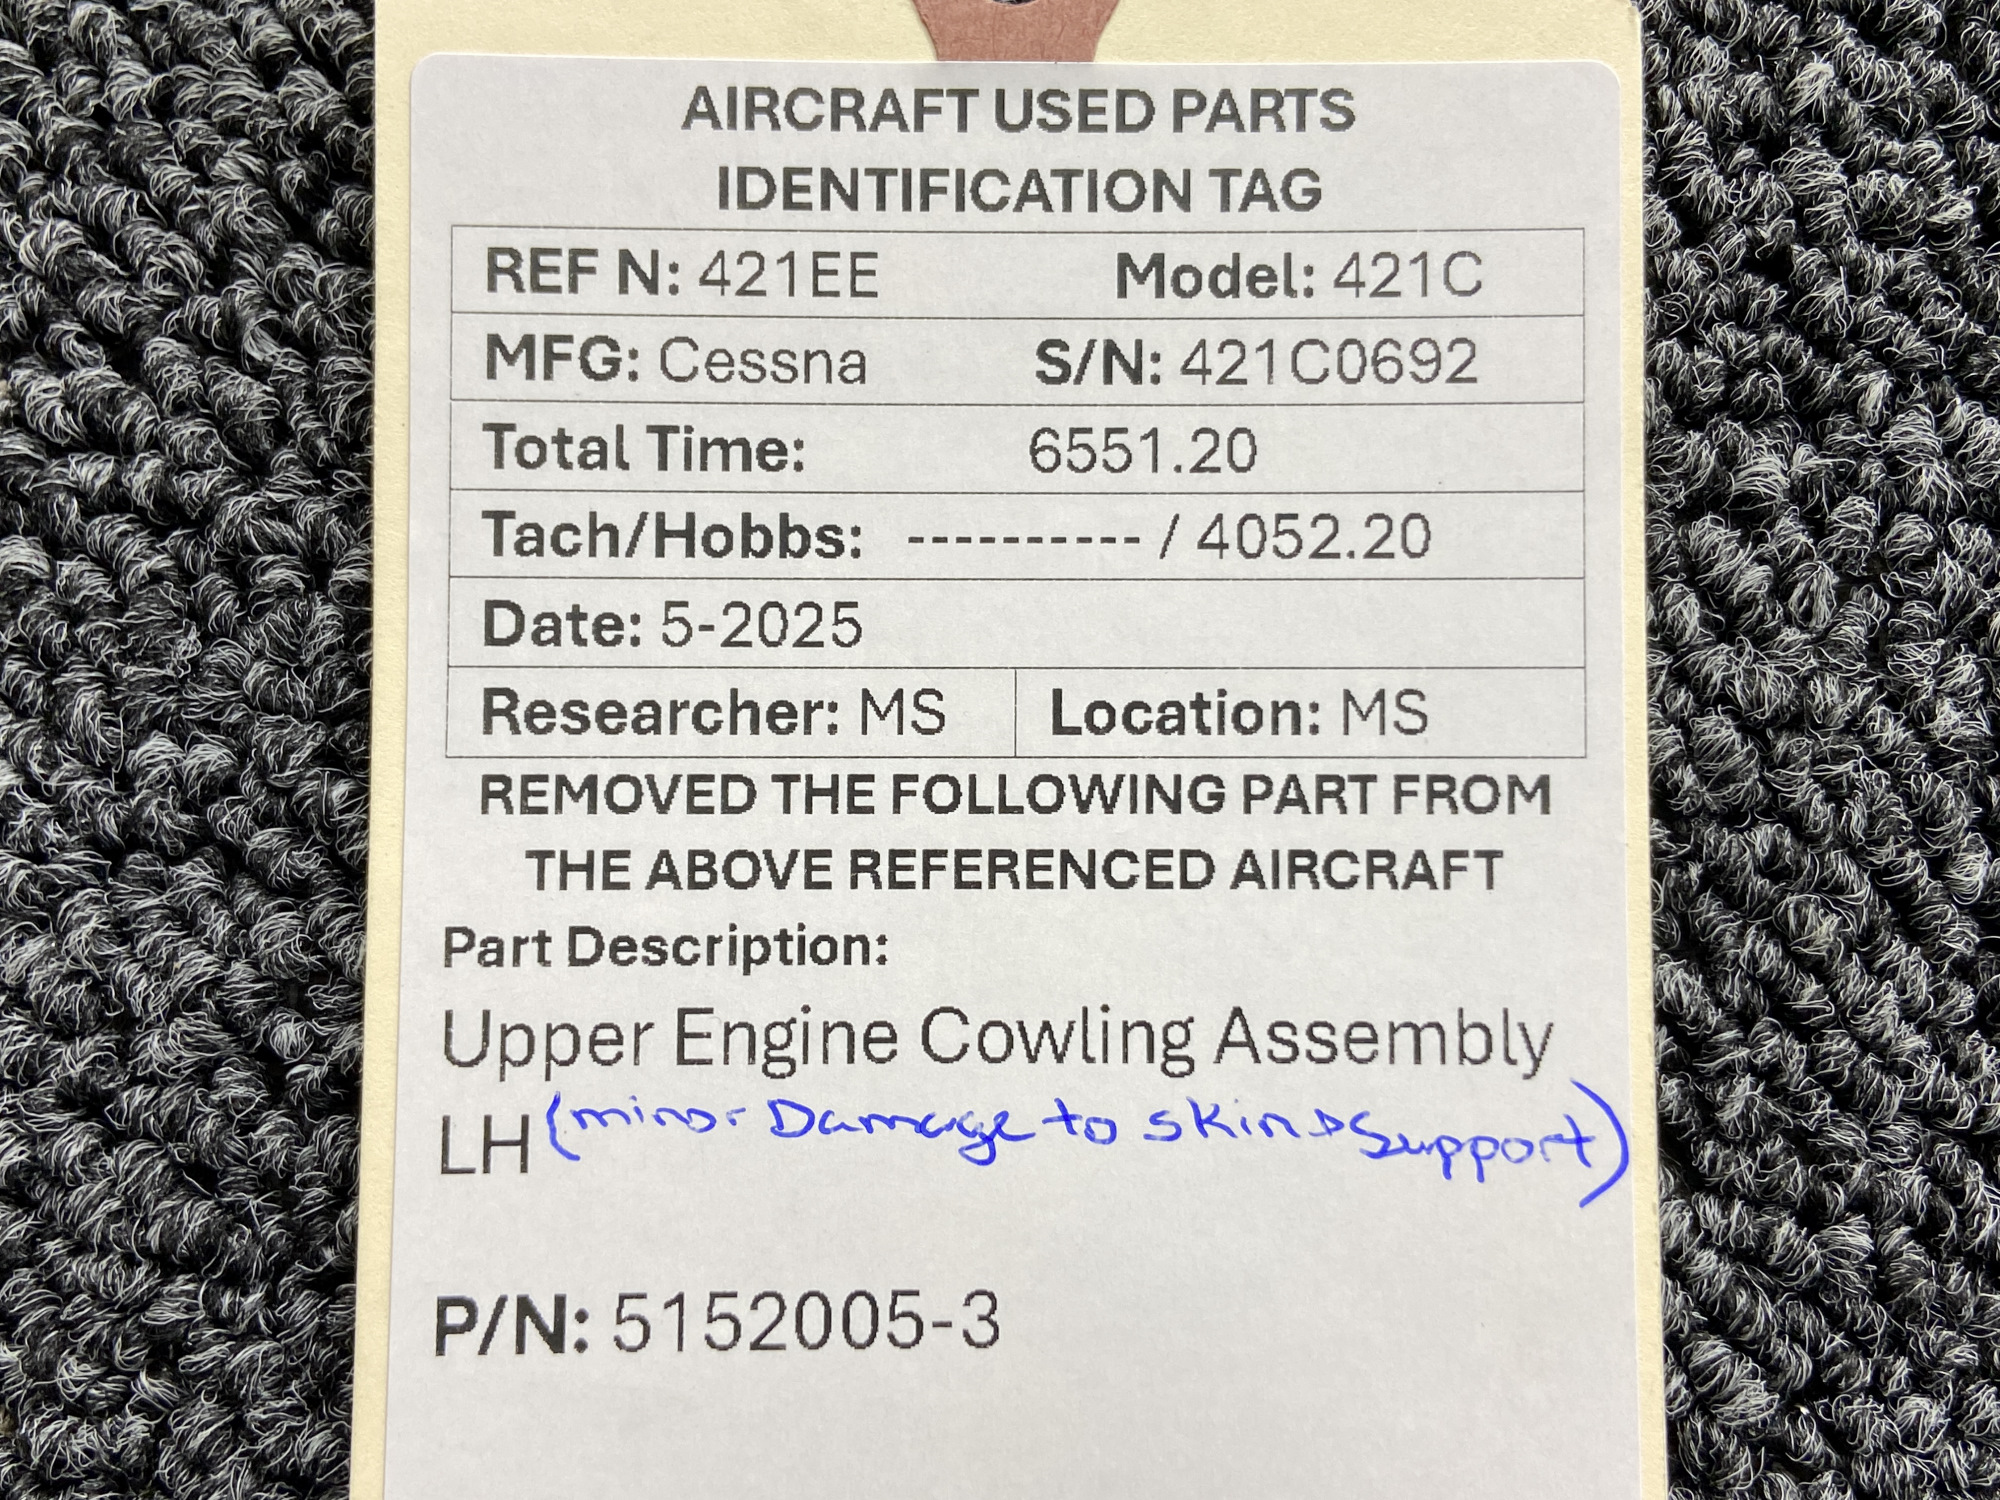 AIRCRAFT USED PARTS
IDENTIFICATION TAG
REF N: 421EE Model: 421C
MFG: Cessna S/N: 421C0692
Total Time: 6551.20
Tach/Hobbs: ---------- / 4052.20
Date: 5-2025
Researcher: MS Location: MS
REMOVED THE FOLLOWING PART FROM
THE ABOVE REFERENCED AIRCRAFT
Part Description:
Upper Engine Cowling Assembly
LH (minor Damage to skin Support)
P/N: 5152005-3